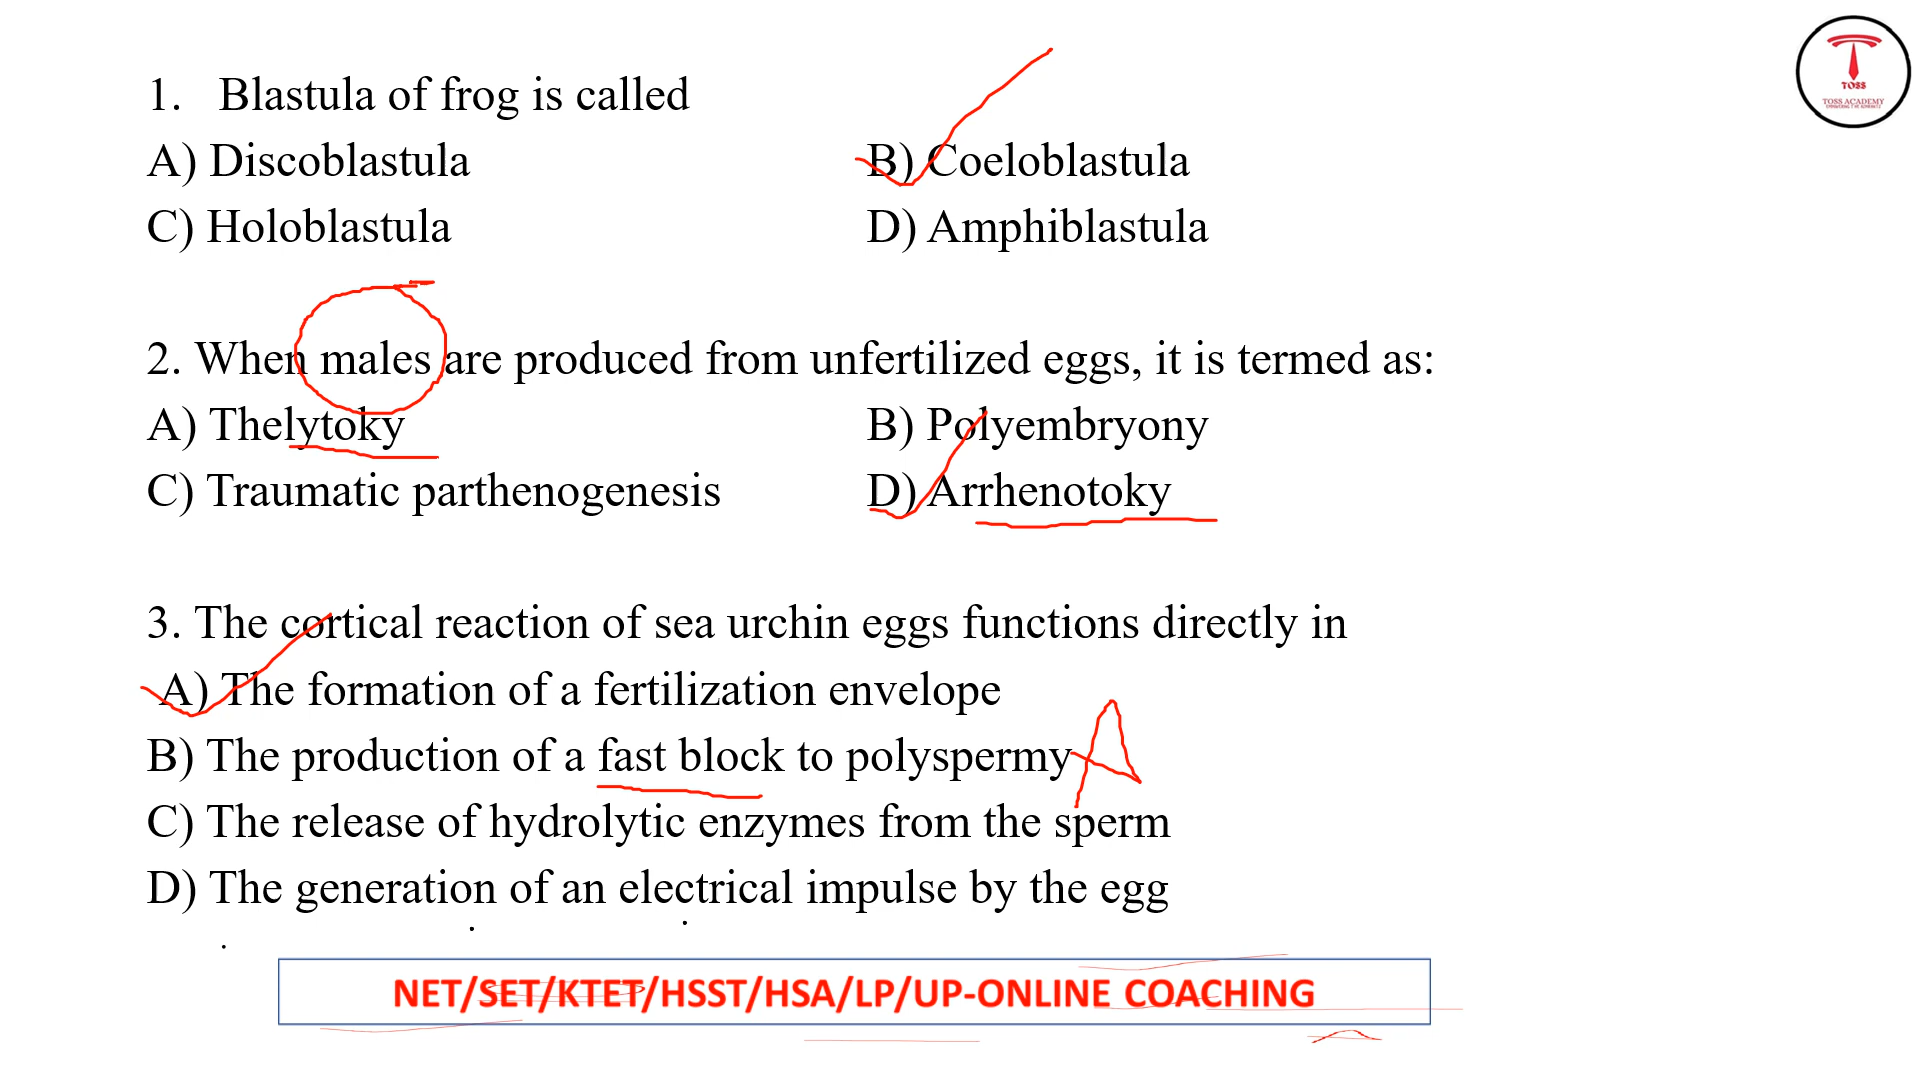 1. Blastula of frog is called
A) Discoblastula B) Coeloblastula
C) Holoblastula D) Amphiblastula
2. When males are produced from unfertilized eggs, it is termed as:
A) Thelytoky B) Polyembryony
C) Traumatic parthenogenesis D) Arrhenotoky
3. The cortical reaction of sea urchin eggs functions directly in
A) The formation of a fertilization envelope
B) The production of a fast block to polyspermy A
C) The release of hydrolytic enzymes from the sperm
D) The generation of an electrical impulse by the egg
NET/SET/KTET/HSST/HSA/LP/UP-ONLINE COACHING
TOSS
TOSS ACADEMY